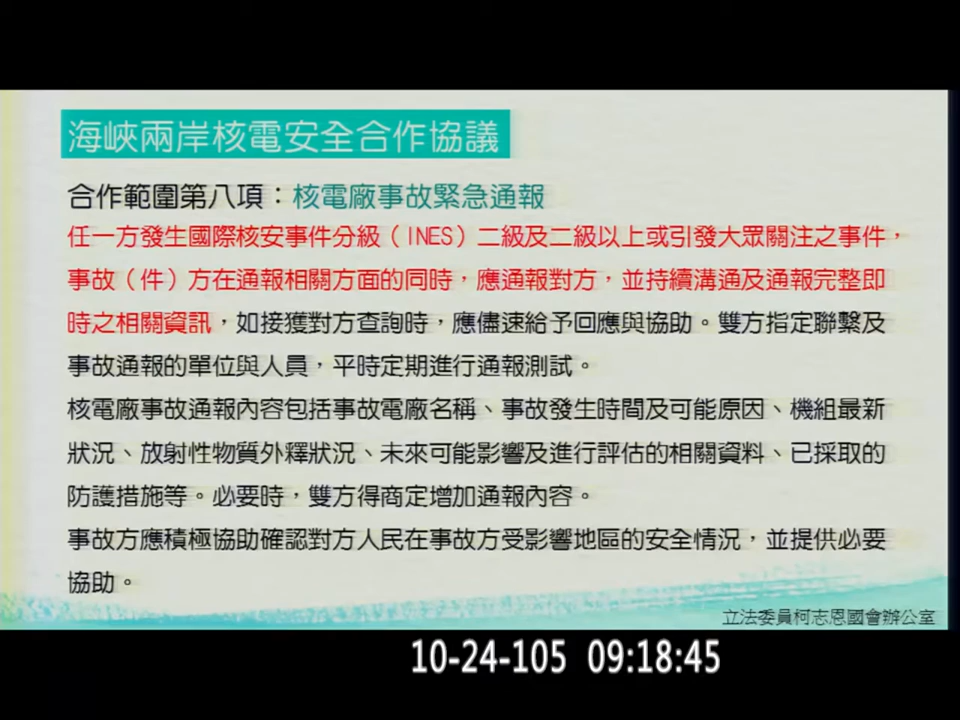 海峽兩岸核電安全合作協議
合作範圍第八項：核電廠事故緊急通報
任一方發生國際核安事件分級（INES）二級及二級以上或引發大眾關注之事件，
事故（件）方在通報相關方面的同時，應通報對方，並持續溝通及通報完整即
時之相關資訊，如接獲對方查詢時，應儘速給予回應與協助。雙方指定聯繫及
事故通報的單位與人員，平時定期進行通報測試。
核電廠事故通報內容包括事故電廠名稱、事故發生時間及可能原因、機組最新
狀況、放射性物質外釋狀況、未來可能影響及進行評估的相關資料、已採取的
防護措施等。必要時，雙方得商定增加通報內容。
事故方應積極協助確認對方人民在事故方受影響地區的安全情況，並提供必要
協助。
立法委員柯志恩國會辦公室
10-24-105 09:18:45